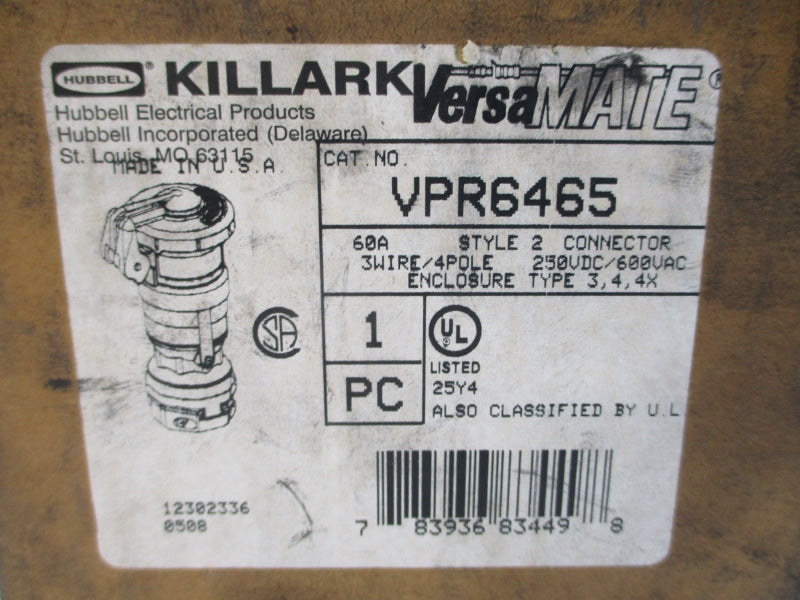 HUBBELL® KILLARK VersaMATE®
Hubbell Electrical Products
Hubbell Incorporated (Delaware)
St. Louis, MO 63115
MADE IN U.S.A.
CAT.NO.
VPR6465
60A STYLE 2 CONNECTOR
3WIRE/4POLE 250VDC/600VAC
ENCLOSURE TYPE 3,4,4X
1
PC
SA
UL
LISTED
25Y4
ALSO CLASSIFIED BY U.L
12302336
0508
7 83936 83449 8